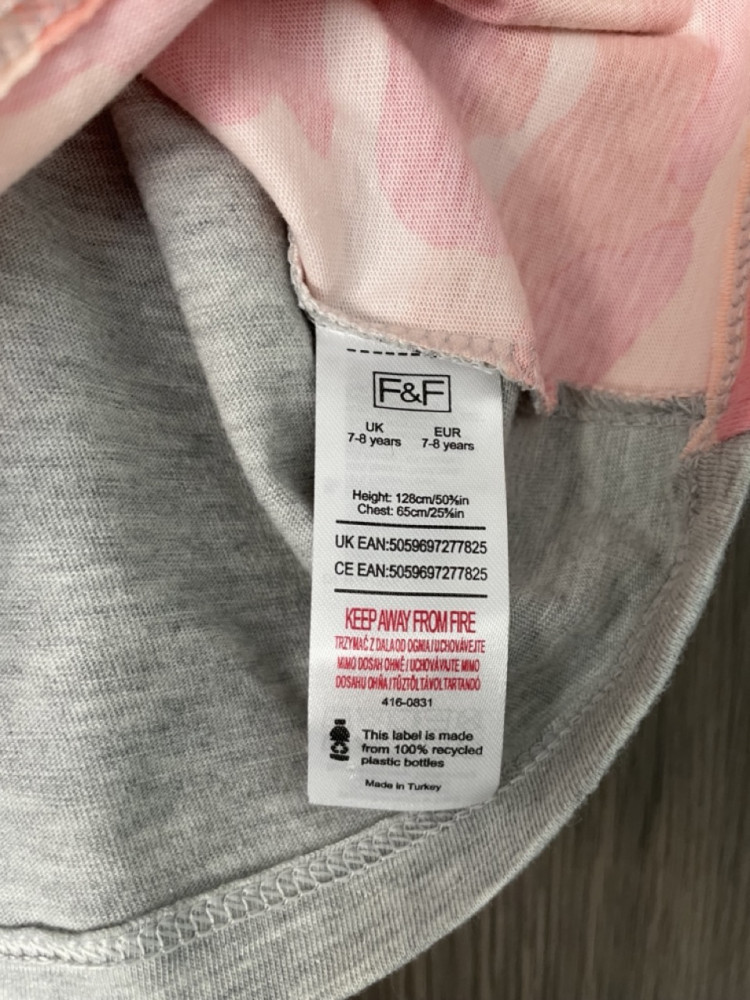 F&F
UK EUR
7-8 years 7-8 years
Height: 128cm/50⅜in
Chest: 65cm/25⅝in
UK EAN:5059697277825
CE EAN:5059697277825
KEEP AWAY FROM FIRE
TRZYMAĆ Z DALA OD OGNIA/UCHOVÁVEJTE
MIMO DOSAH OHNĚ/UCHOVÁVAJTE MIMO
DOSAHU OHŇA/TŰZTŐL TÁVOL TARTANDÓ
416-0831
This label is made
from 100% recycled
plastic bottles
Made in Turkey